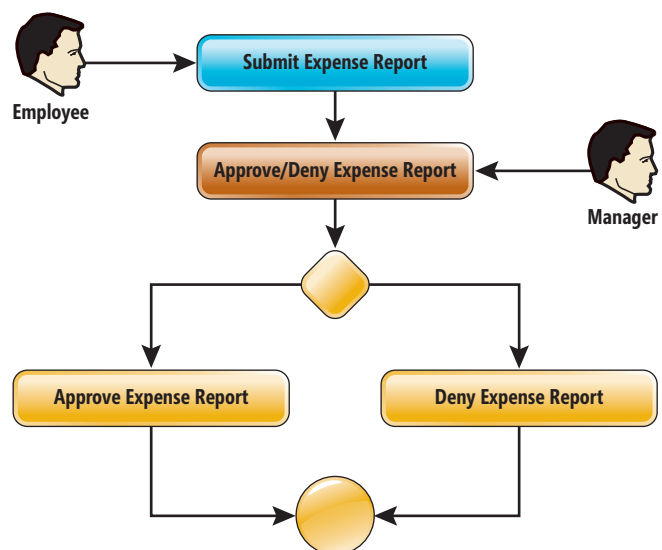 Submit Expense Report
Employee
Approve/Deny Expense Report
Manager
Approve Expense Report
Deny Expense Report